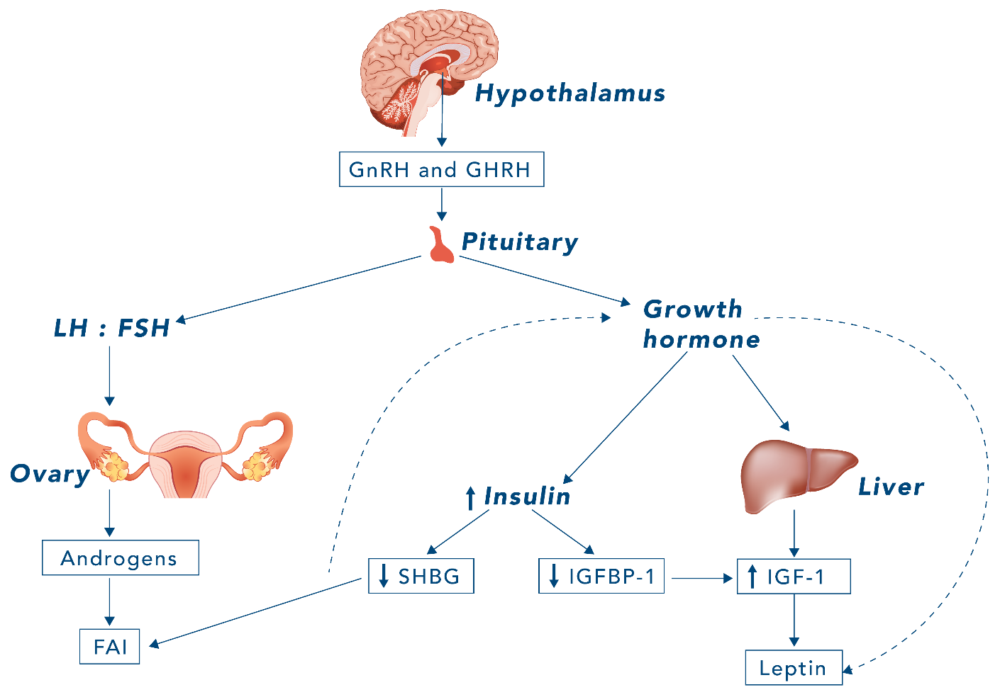 Hypothalamus
GnRH and GHRH
Pituitary
LH : FSH
Growth
hormone
Ovary
↑ Insulin
Liver
Androgens
↓ SHBG
↓ IGFBP-1
↑ IGF-1
FAI
Leptin